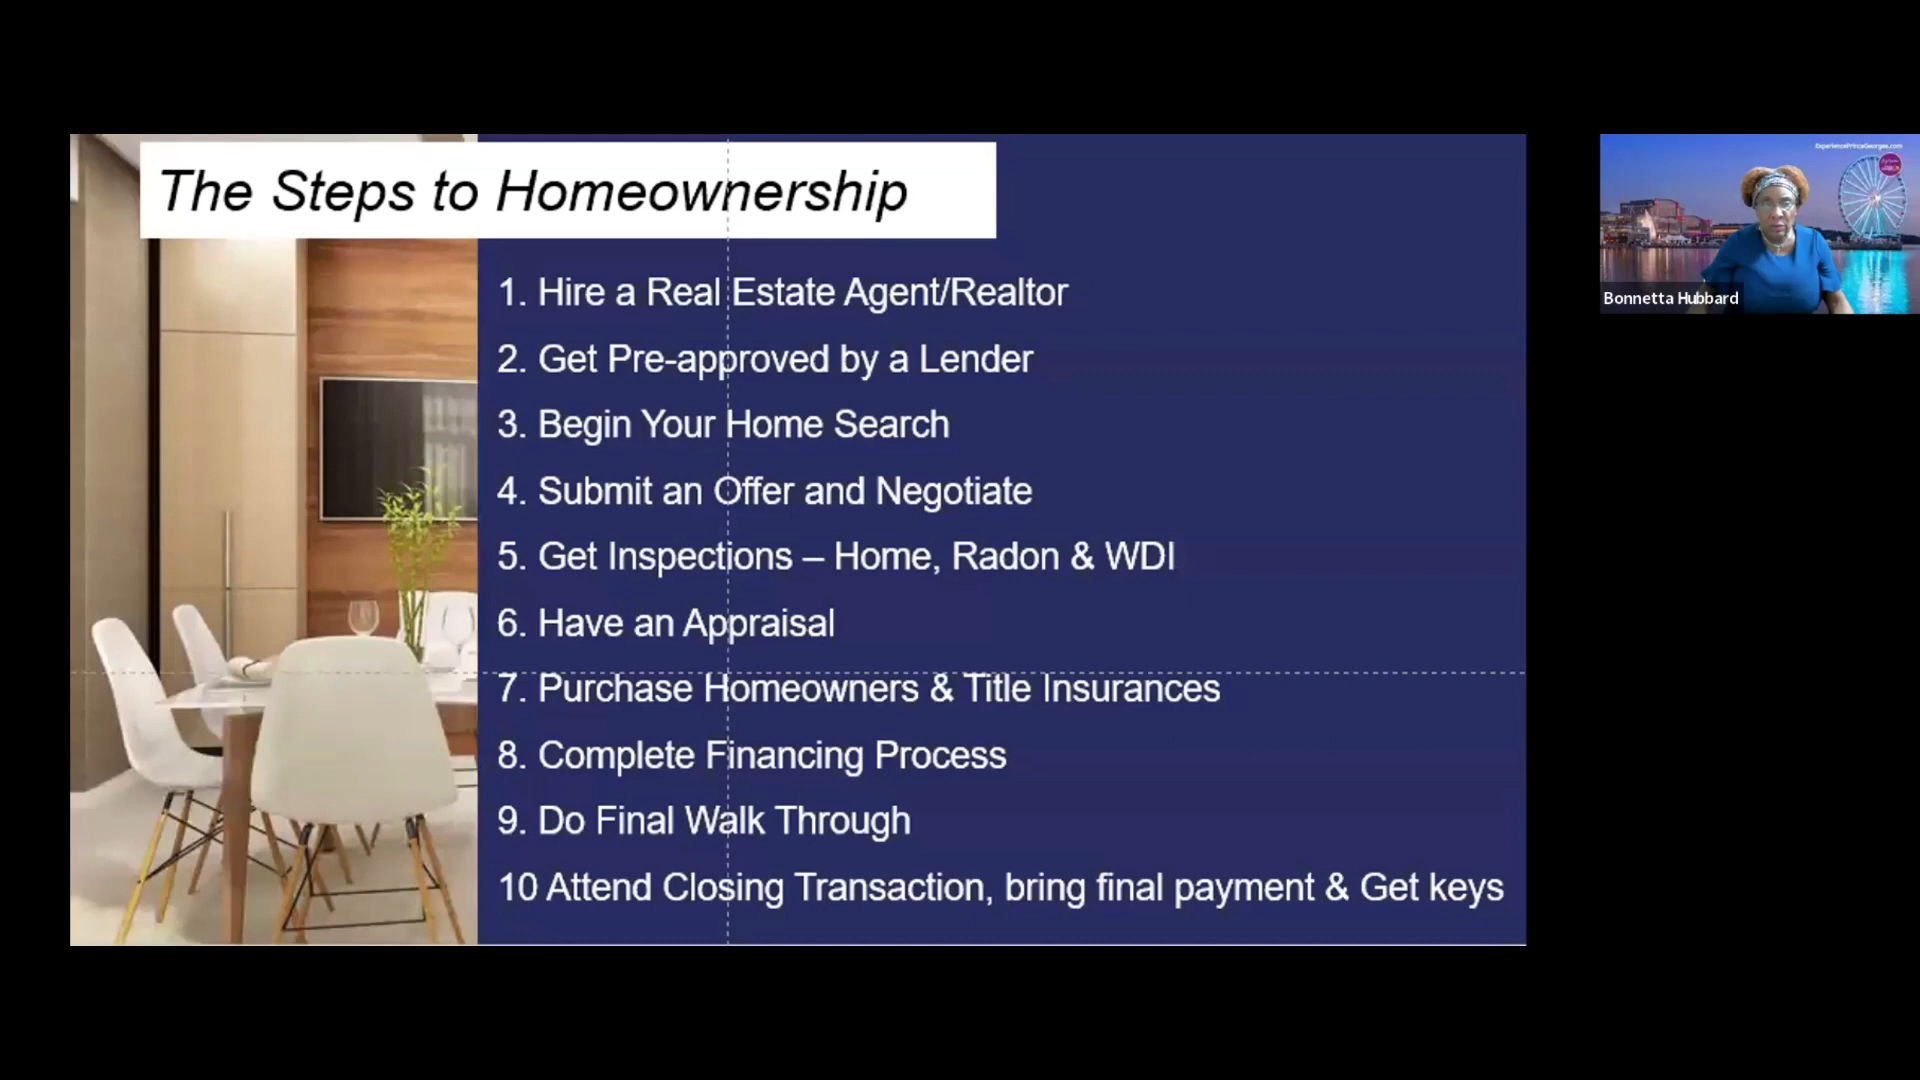 The Steps to Homeownership
1. Hire a Real Estate Agent/Realtor
2. Get Pre-approved by a Lender
3. Begin Your Home Search
4. Submit an Offer and Negotiate
5. Get Inspections – Home, Radon & WDI
6. Have an Appraisal
7. Purchase Homeowners & Title Insurances
8. Complete Financing Process
9. Do Final Walk Through
10 Attend Closing Transaction, bring final payment & Get keys
ExperiencePrinceGeorges.com
Bonnetta Hubbard